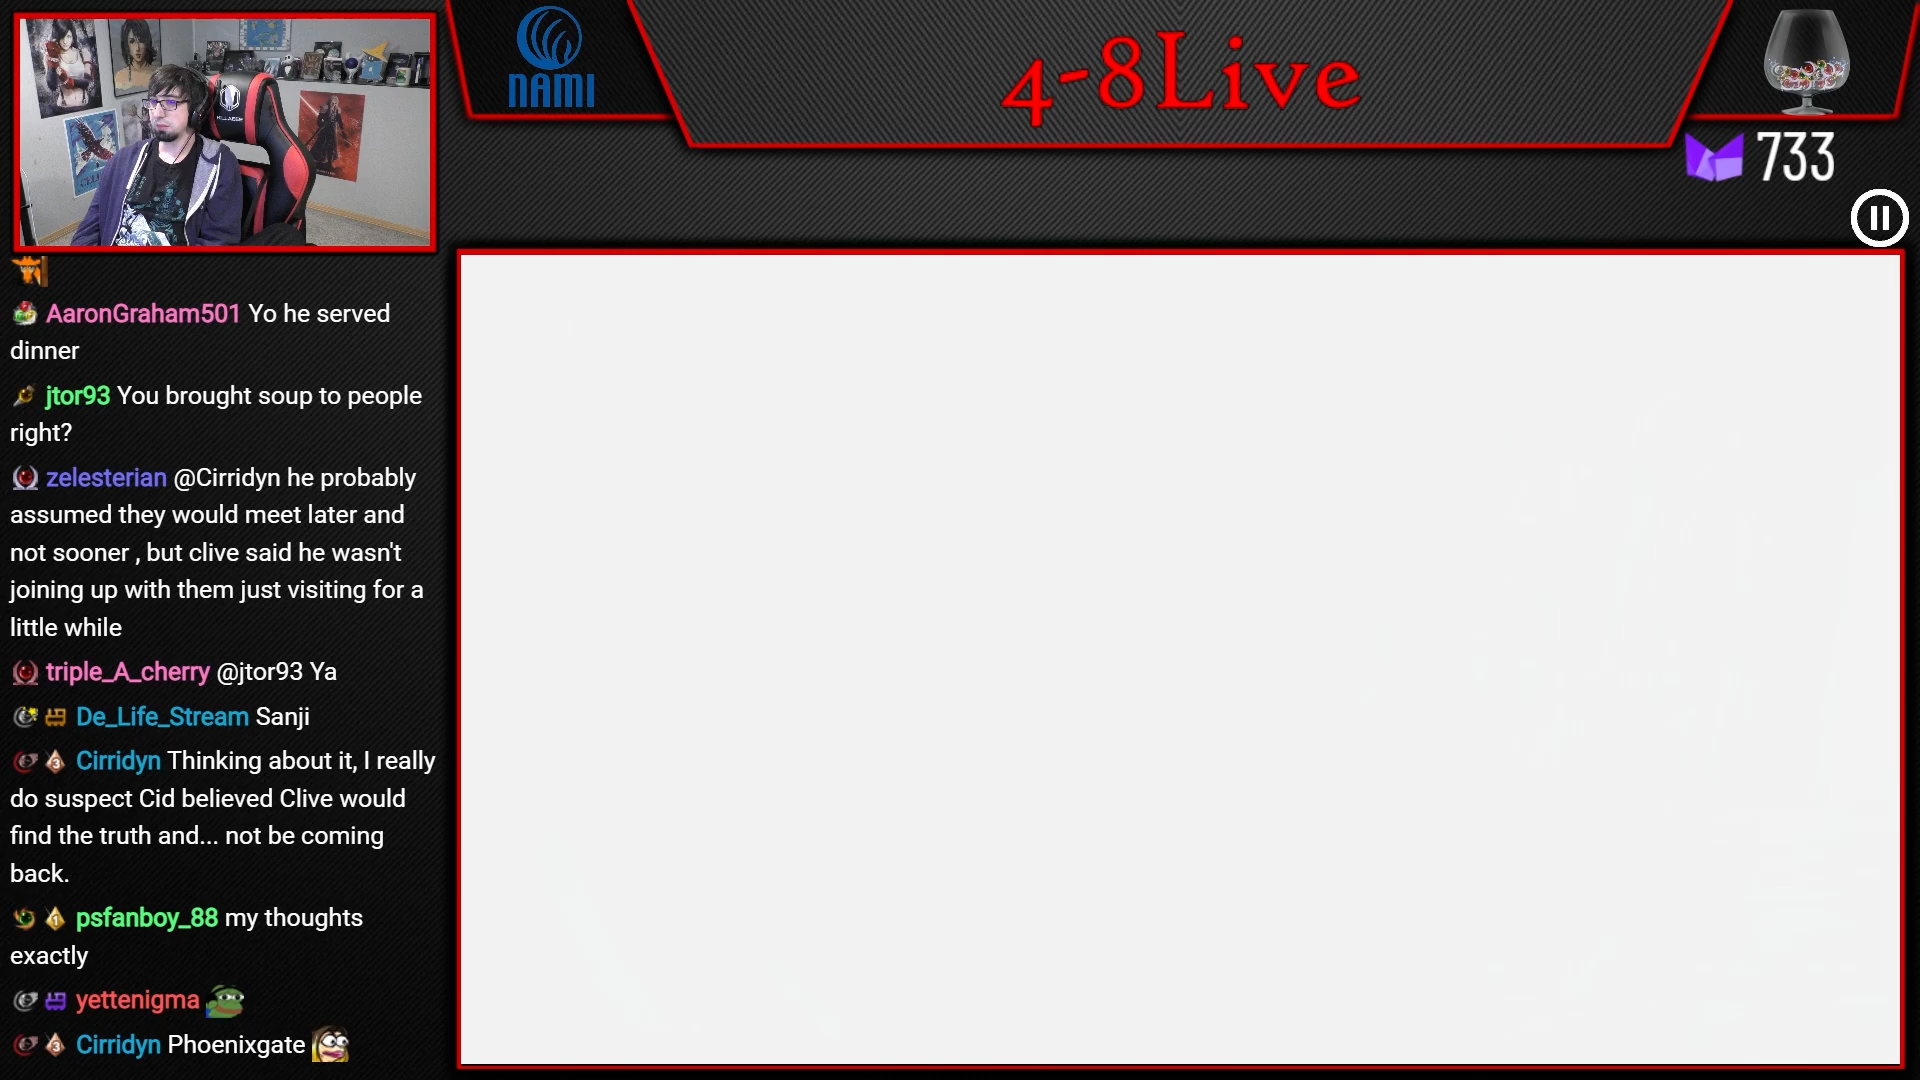 NAMI
4-8Live
733
AaronGraham501 Yo he served
dinner
jtor93 You brought soup to people
right?
zelesterian @Cirridyn he probably
assumed they would meet later and
not sooner , but clive said he wasn't
joining up with them just visiting for a
little while
triple_A_cherry @jtor93 Ya
De_Life_Stream Sanji
3 Cirridyn Thinking about it, I really
do suspect Cid believed Clive would
find the truth and... not be coming
back.
1 psfanboy_88 my thoughts
exactly
yettenigma
3 Cirridyn Phoenixgate